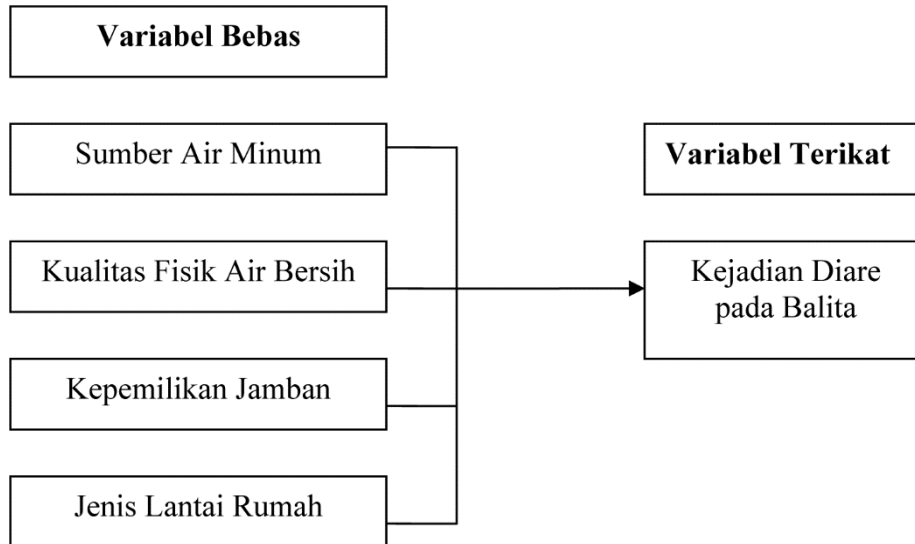 Variabel Bebas
Sumber Air Minum
Kualitas Fisik Air Bersih
Kepemilikan Jamban
Jenis Lantai Rumah
Variabel Terikat
Kejadian Diare
pada Balita